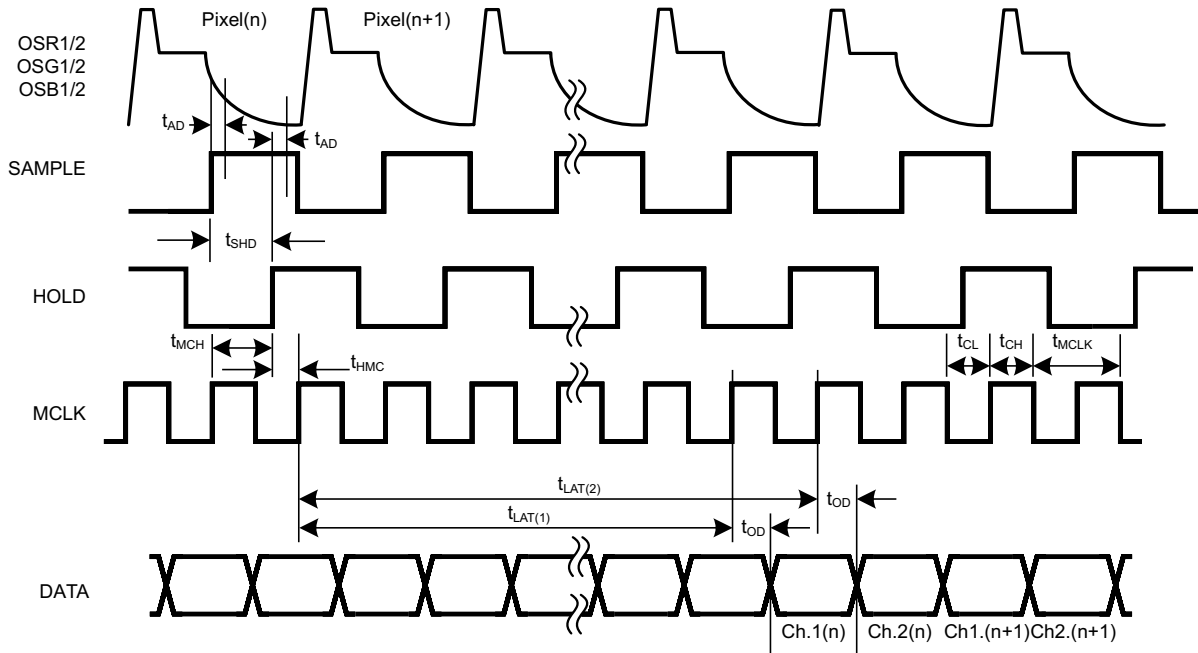 Pixel(n) Pixel(n+1)
OSR1/2
OSG1/2
OSB1/2
tAD
tAD
SAMPLE
tSHD
HOLD
tMCH
tHMC
tCL tCH tMCLK
MCLK
tLAT(2)
tOD
tLAT(1)
tOD
DATA
Ch.1(n) Ch.2(n) Ch1.(n+1) Ch2.(n+1)